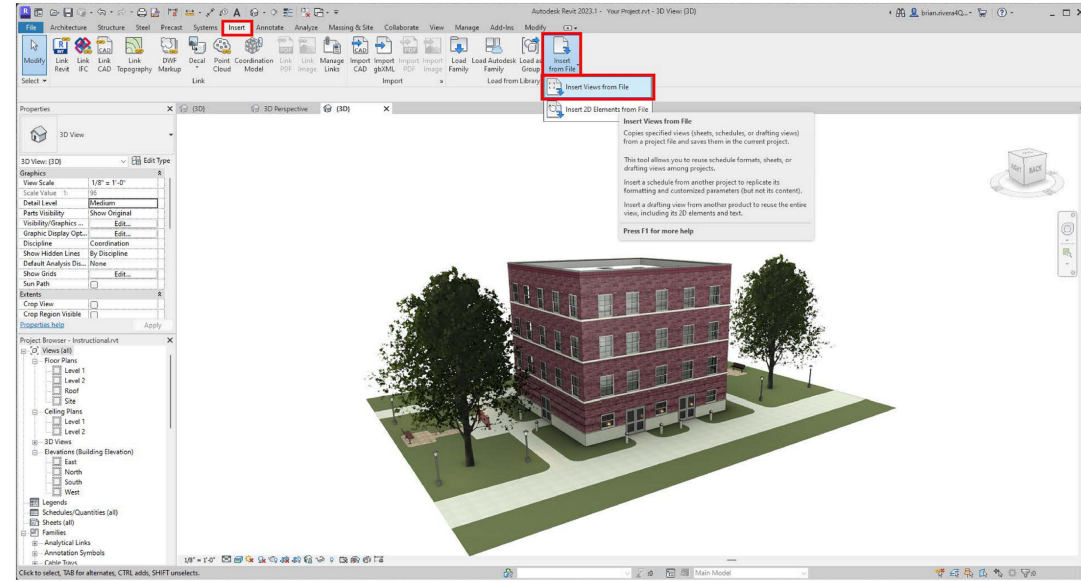 Autodesk Revit 2023.1 - Your Project.rvt - 3D View: {3D}
brian.rivera4Q...
File Architecture Structure Steel Precast Systems Insert Annotate Analyze Massing & Site Collaborate View Manage Add-Ins Modify
Modify Link Link Link Link DWF Decal Point Coordination Link Link Manage Import Import Import Import Load Load Autodesk Load as Insert
Revit IFC CAD Topography Markup Cloud Model PDF Image Links CAD gbXML PDF Image Family Family Group from File
Select Link Import Load from Library
Insert Views from File
Insert 2D Elements from File
Insert Views from File
Copies specified views (sheets, schedules, or drafting views)
from a project file and saves them in the current project.
This tool allows you to reuse schedule formats, sheets, or
drafting views among projects.
Insert a schedule from another project to replicate its
formatting and customized parameters (but not its content).
Insert a drafting view from another product to reuse the entire
view, including its 2D elements and text.
Press F1 for more help
Properties
{3D} 3D Perspective {3D}
3D View
3D View: {3D} Edit Type
Graphics
View Scale 1/8" = 1'-0"
Scale Value 1: 96
Detail Level Medium
Parts Visibility Show Original
Visibility/Graphics ... Edit...
Graphic Display Opt... Edit...
Discipline Coordination
Show Hidden Lines By Discipline
Default Analysis Dis... None
Show Grids Edit...
Sun Path
Extents
Crop View
Crop Region Visible
Properties help Apply
Project Browser - Instructional.rvt
Views (all)
Floor Plans
Level 1
Level 2
Roof
Site
Ceiling Plans
Level 1
Level 2
3D Views
Elevations (Building Elevation)
East
North
South
West
Legends
Schedules/Quantities (all)
Sheets (all)
Families
Analytical Links
Annotation Symbols
Cable Trays
RIGHT BACK
1/8" = 1'-0"
Click to select, TAB for alternates, CTRL adds, SHIFT unselects.
:0 Main Model :0